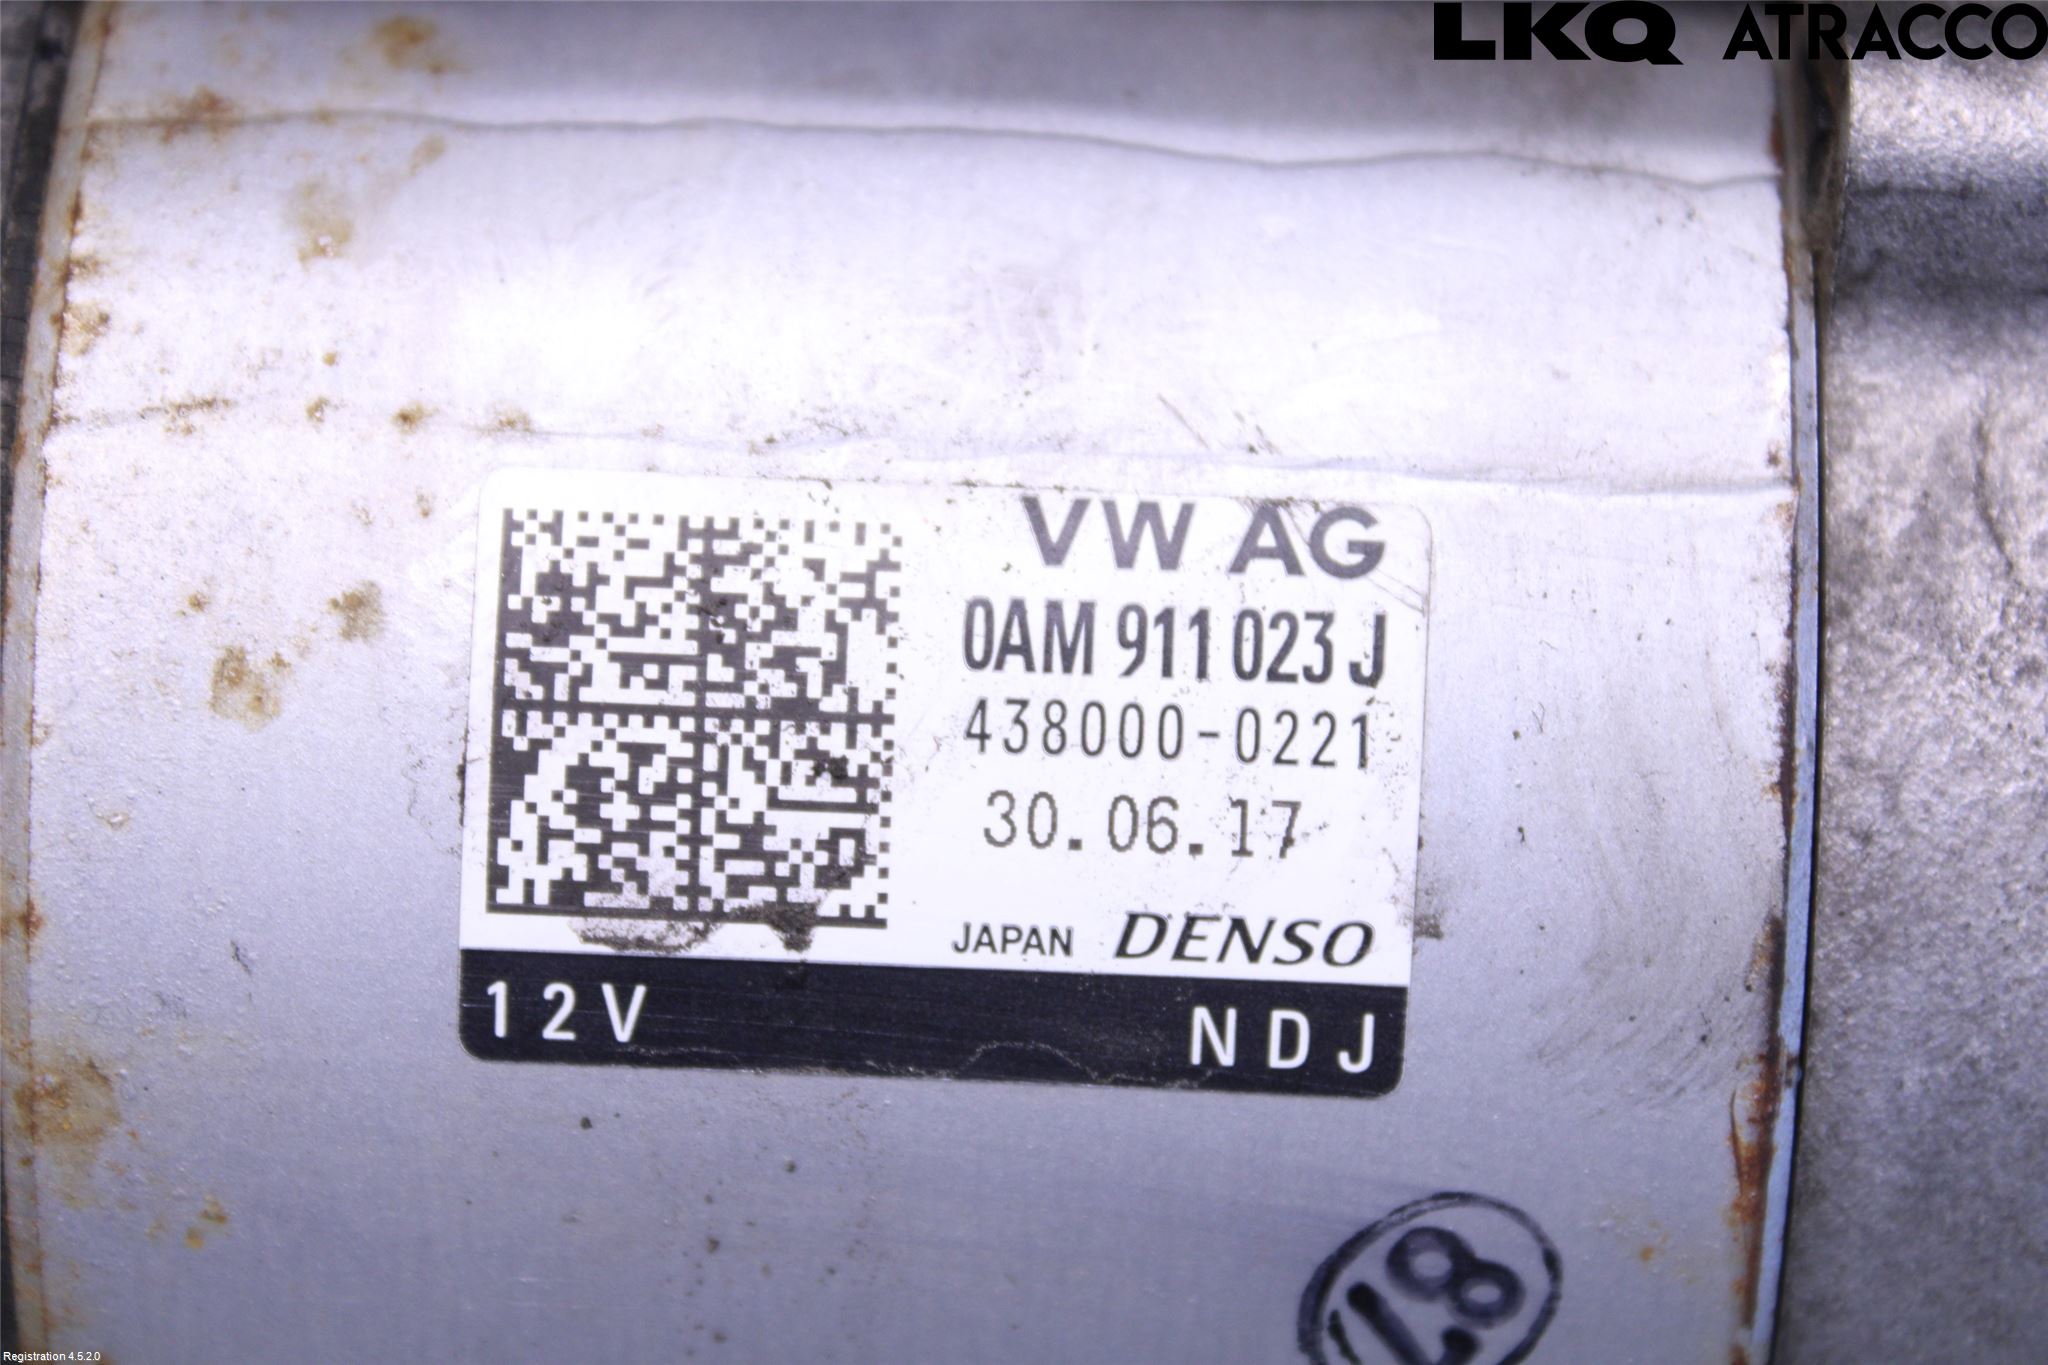 LKQ ATRACCO
VW AG
0AM 911 023 J
438000-0221
30.06.17
JAPAN DENSO
12V NDJ
Registration 4.5.2.0